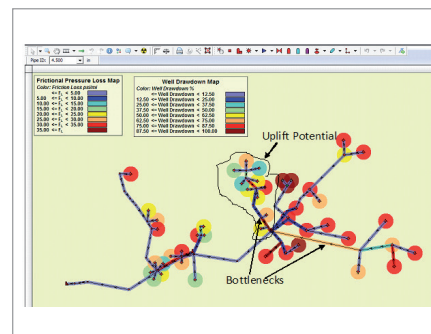 Pipe ID: 4.500 in
Frictional Pressure Loss Map
Color: Friction Loss psi/mi
<= F₁ < 5.00
5.00 <= F₁ < 10.00
10.00 <= F₁ < 15.00
15.00 <= F₁ < 20.00
20.00 <= F₁ < 25.00
25.00 <= F₁ < 30.00
30.00 <= F₁ < 35.00
35.00 <= F₁
Well Drawdown Map
Color: Well Drawdown %
<= Well Drawdown < 12.50
12.50 <= Well Drawdown < 25.00
25.00 <= Well Drawdown < 37.50
37.50 <= Well Drawdown < 50.00
50.00 <= Well Drawdown < 62.50
62.50 <= Well Drawdown < 75.00
75.00 <= Well Drawdown < 87.50
87.50 <= Well Drawdown < 100.00
Uplift Potential
Bottlenecks